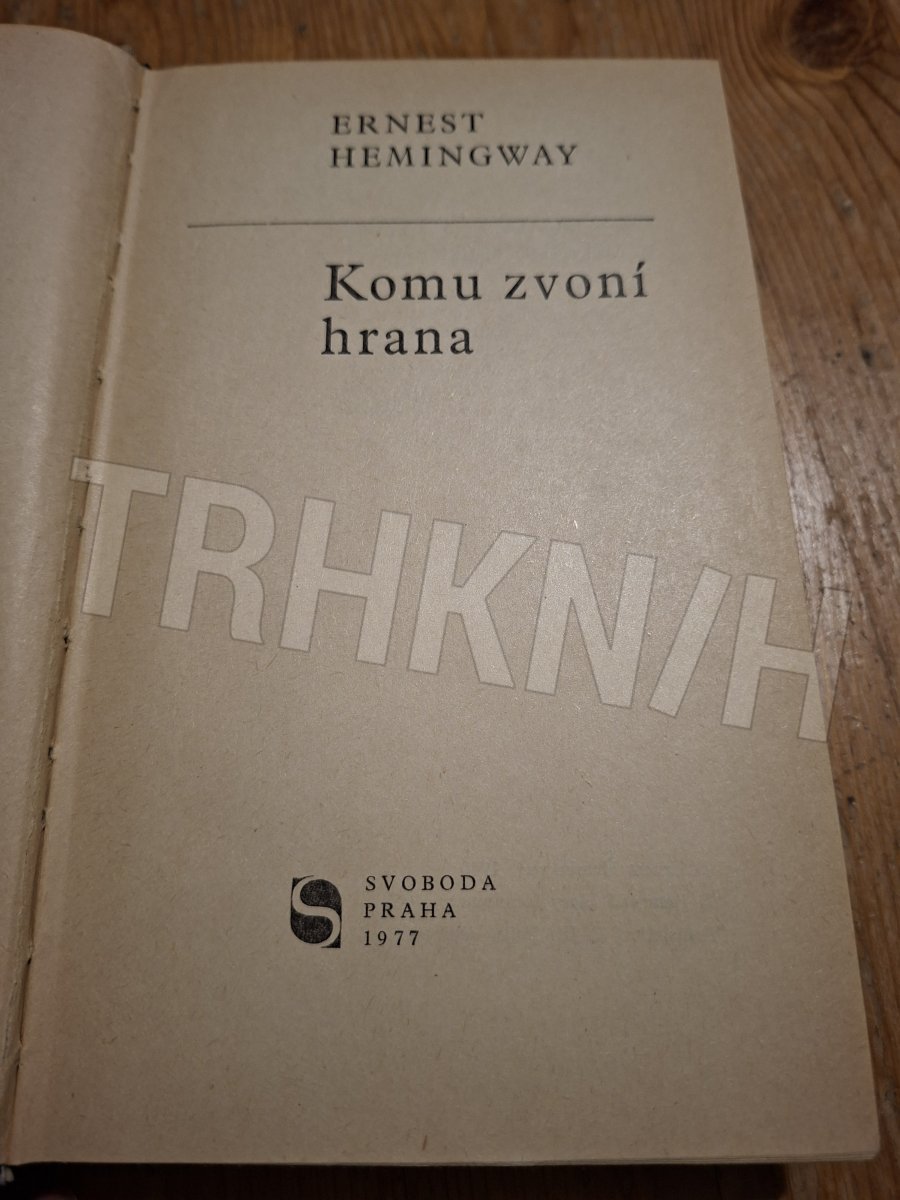 ERNEST
HEMINGWAY
Komu zvoní
hrana
TRHKNIH
S
SVOBODA
PRAHA
1977